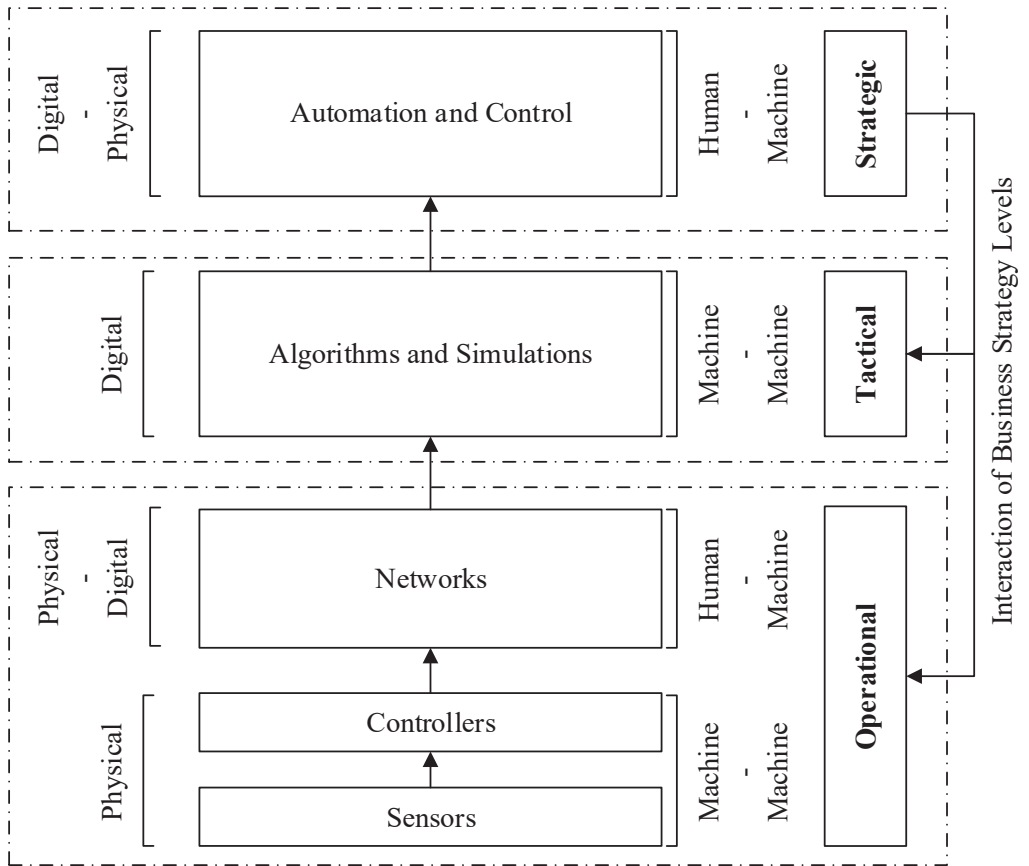 Digital
-
Physical
Automation and Control
Human
-
Machine
Strategic
Digital
Algorithms and Simulations
Machine
-
Machine
Tactical
Interaction of Business Strategy Levels
Physical
-
Digital
Networks
Human
-
Machine
Operational
Physical
Controllers
Sensors
Machine
-
Machine